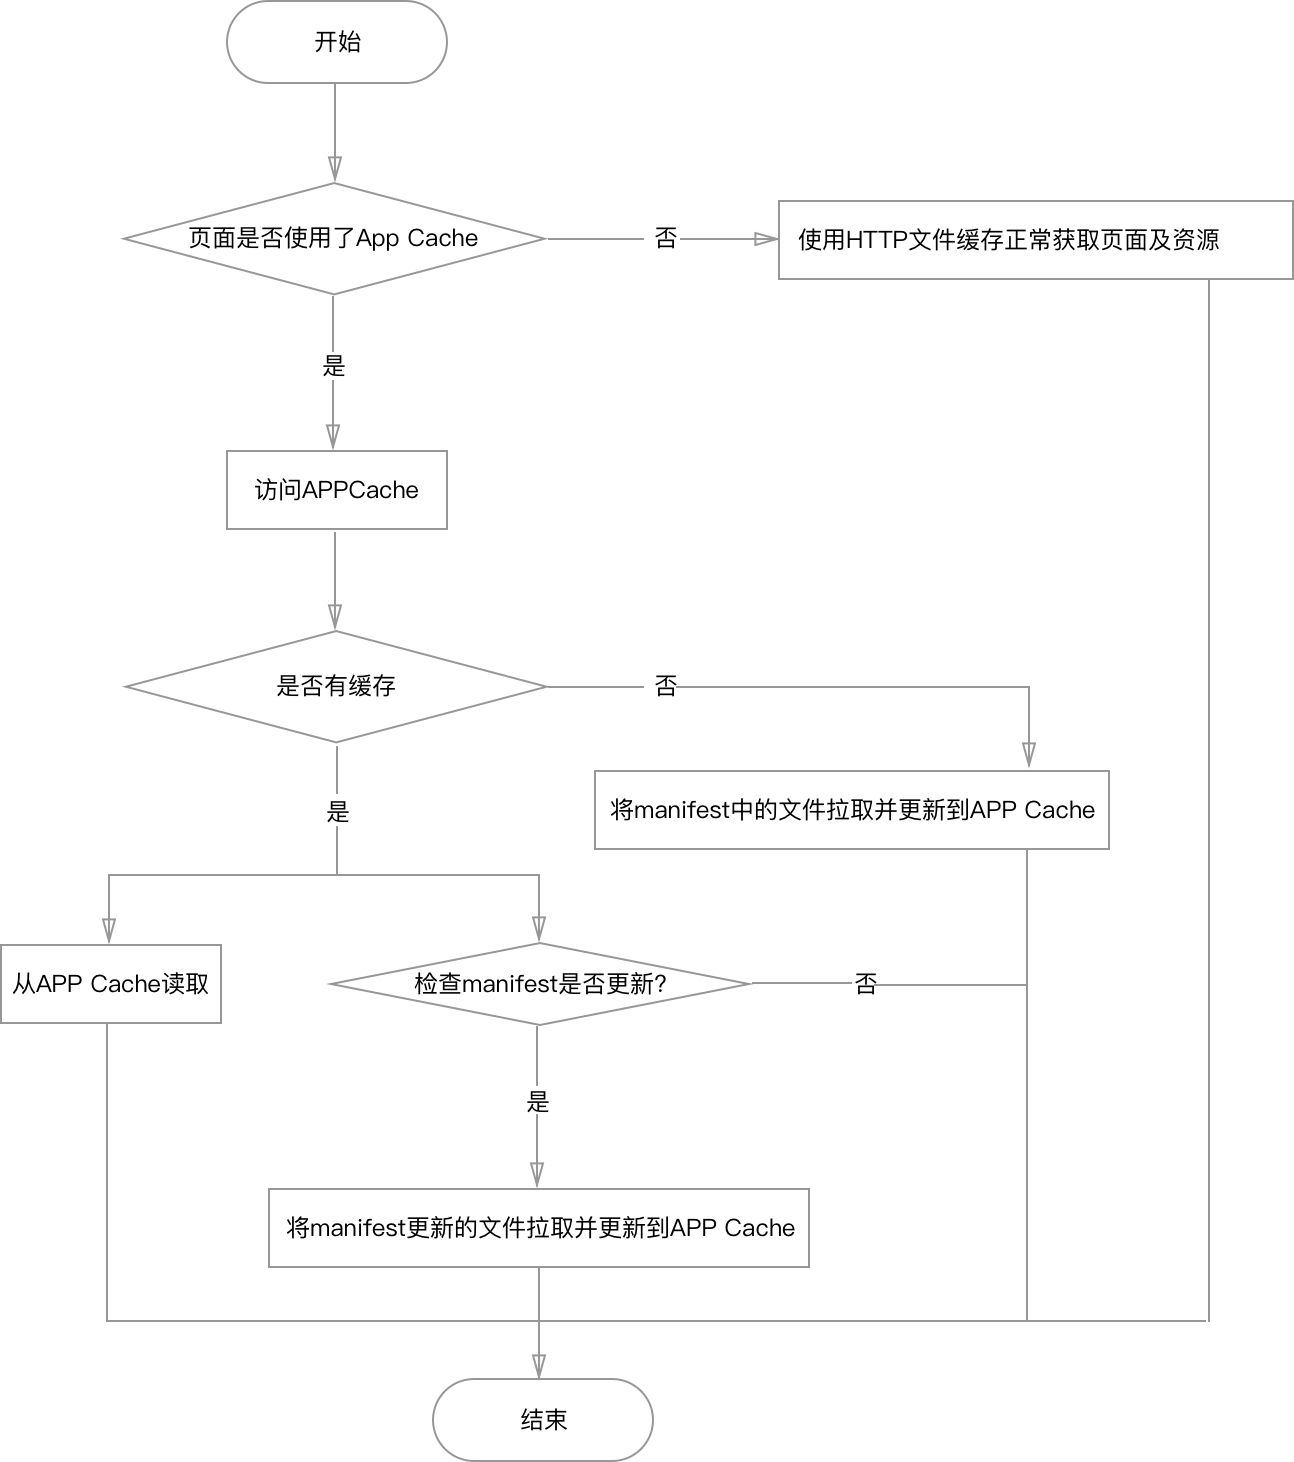 开始
页面是否使用了App Cache
否
使用HTTP文件缓存正常获取页面及资源
是
访问APPCache
是否有缓存
否
将manifest中的文件拉取并更新到APP Cache
是
从APP Cache读取
检查manifest是否更新?
否
是
将manifest更新的文件拉取并更新到APP Cache
结束